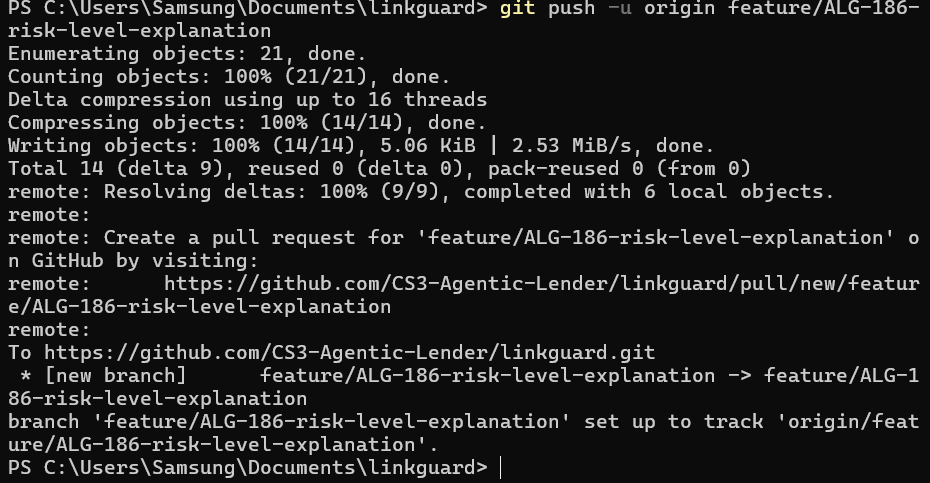 PS C:\Users\Samsung\Documents\linkguard> git push -u origin feature/ALG-186-
risk-level-explanation
Enumerating objects: 21, done.
Counting objects: 100% (21/21), done.
Delta compression using up to 16 threads
Compressing objects: 100% (14/14), done.
Writing objects: 100% (14/14), 5.06 KiB | 2.53 MiB/s, done.
Total 14 (delta 9), reused 0 (delta 0), pack-reused 0 (from 0)
remote: Resolving deltas: 100% (9/9), completed with 6 local objects.
remote:
remote: Create a pull request for 'feature/ALG-186-risk-level-explanation' o
n GitHub by visiting:
remote:      https://github.com/CS3-Agentic-Lender/linkguard/pull/new/featur
e/ALG-186-risk-level-explanation
remote:
To https://github.com/CS3-Agentic-Lender/linkguard.git
 * [new branch]      feature/ALG-186-risk-level-explanation -> feature/ALG-1
86-risk-level-explanation
branch 'feature/ALG-186-risk-level-explanation' set up to track 'origin/feat
ure/ALG-186-risk-level-explanation'.
PS C:\Users\Samsung\Documents\linkguard>